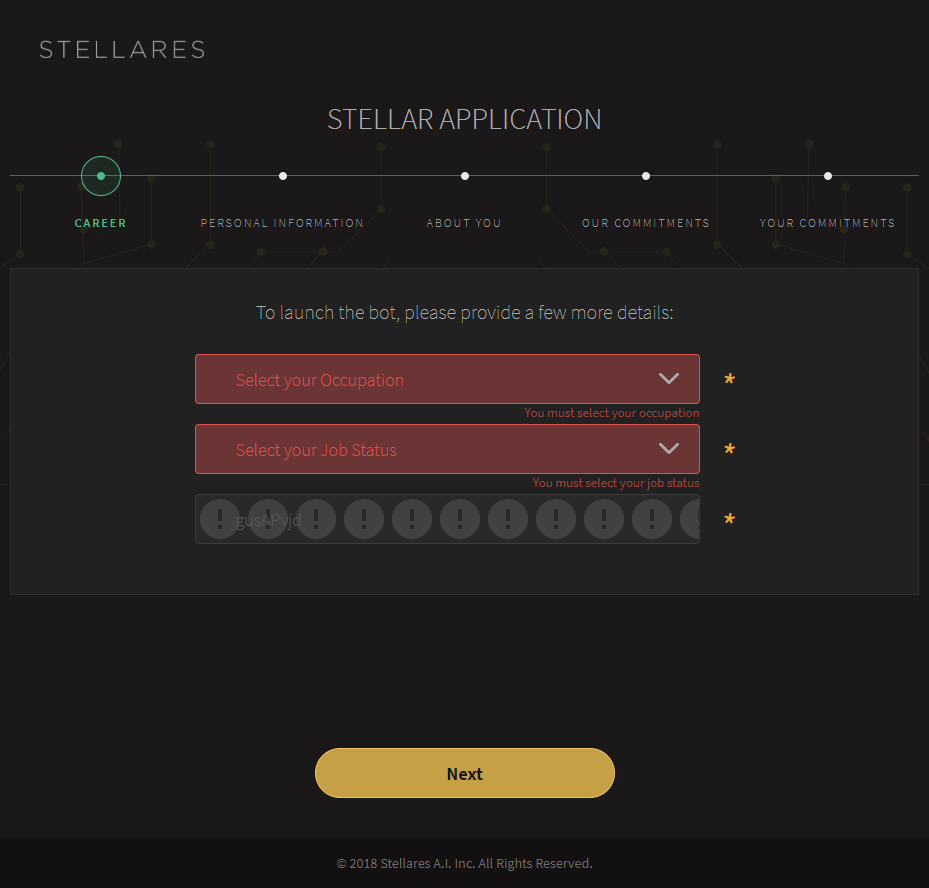 STELLARES
STELLAR APPLICATION
CAREER
PERSONAL INFORMATION
ABOUT YOU
OUR COMMITMENTS
YOUR COMMITMENTS
To launch the bot, please provide a few more details:
Select your Occupation
*
You must select your occupation
Select your Job Status
*
You must select your job status
gusAPvjd
*
Next
© 2018 Stellares A.I. Inc. All Rights Reserved.